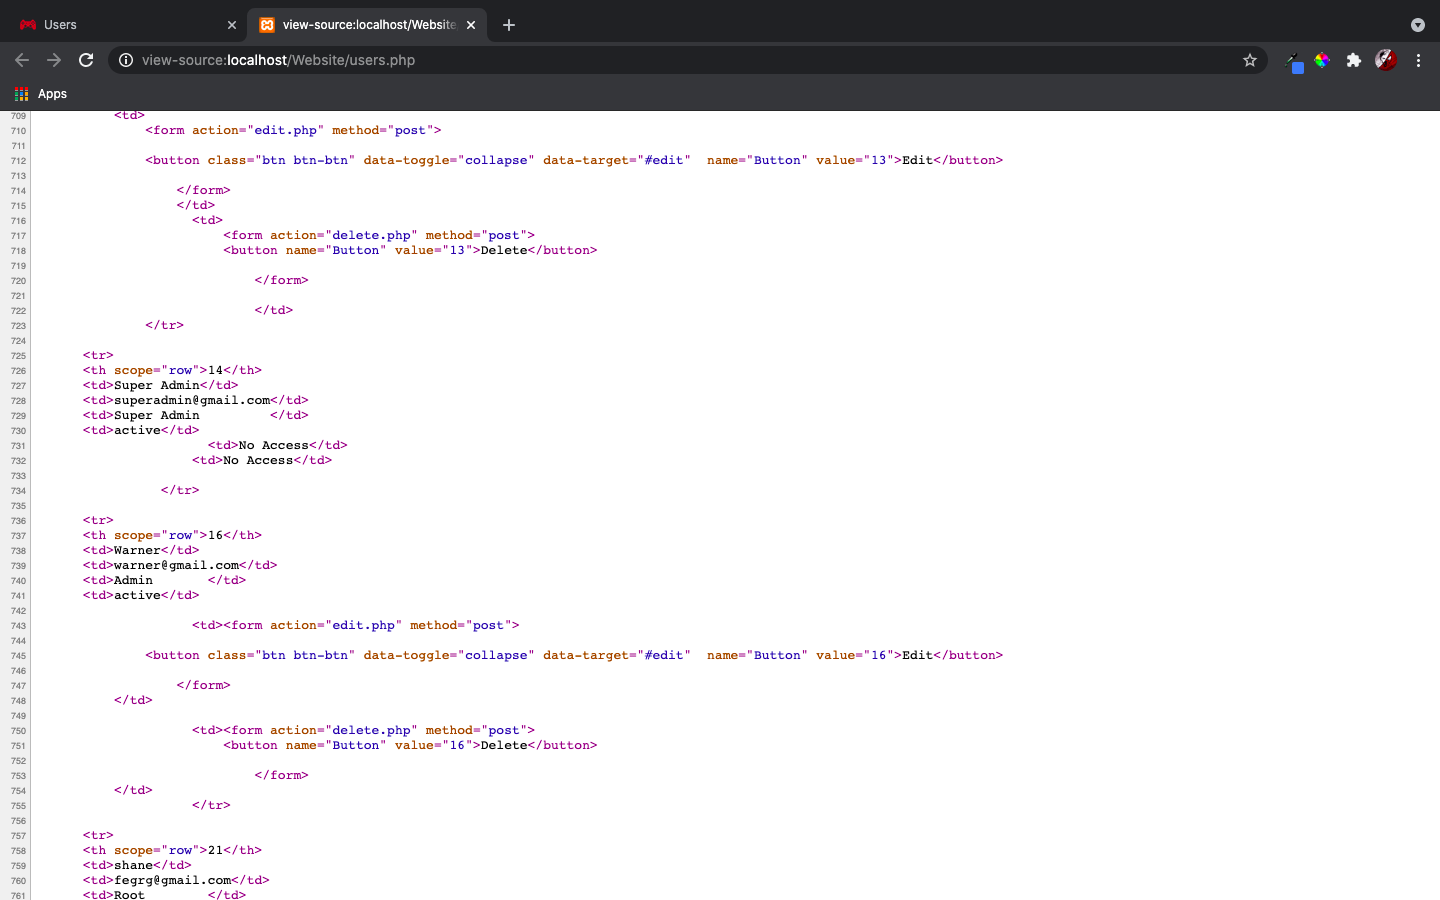 Users
view-source:localhost/Website
view-source:localhost/Website/users.php
Apps
709 <td>
710 <form action="edit.php" method="post">
711
712 <button class="btn btn-btn" data-toggle="collapse" data-target="#edit"  name="Button" value="13">Edit</button>
713
714 </form>
715 </td>
716 <td>
717 <form action="delete.php" method="post">
718 <button name="Button" value="13">Delete</button>
719
720 </form>
721
722 </td>
723 </tr>
724
725 <tr>
726 <th scope="row">14</th>
727 <td>Super Admin</td>
728 <td>superadmin@gmail.com</td>
729 <td>Super Admin         </td>
730 <td>active</td>
731 <td>No Access</td>
732 <td>No Access</td>
733
734 </tr>
735
736 <tr>
737 <th scope="row">16</th>
738 <td>Warner</td>
739 <td>warner@gmail.com</td>
740 <td>Admin       </td>
741 <td>active</td>
742
743 <td><form action="edit.php" method="post">
744
745 <button class="btn btn-btn" data-toggle="collapse" data-target="#edit"  name="Button" value="16">Edit</button>
746
747 </form>
748 </td>
749
750 <td><form action="delete.php" method="post">
751 <button name="Button" value="16">Delete</button>
752
753 </form>
754 </td>
755 </tr>
756
757 <tr>
758 <th scope="row">21</th>
759 <td>shane</td>
760 <td>fegrg@gmail.com</td>
761 <td>Root        </td>